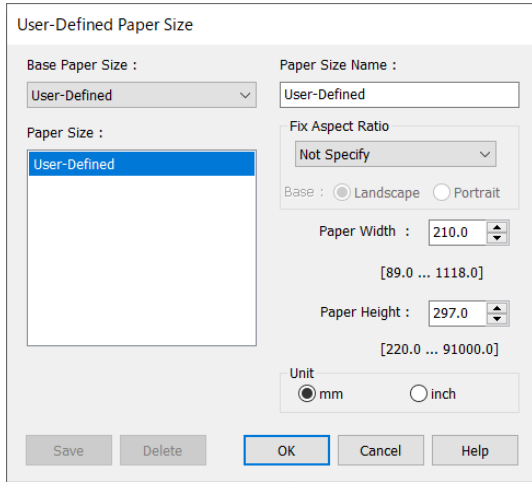 User-Defined Paper Size
Base Paper Size :
User-Defined
Paper Size :
User-Defined
Paper Size Name :
User-Defined
Fix Aspect Ratio
Not Specify
Base : Landscape Portrait
Paper Width : 210.0
[89.0 ... 1118.0]
Paper Height : 297.0
[220.0 ... 91000.0]
Unit
mm inch
Save Delete OK Cancel Help